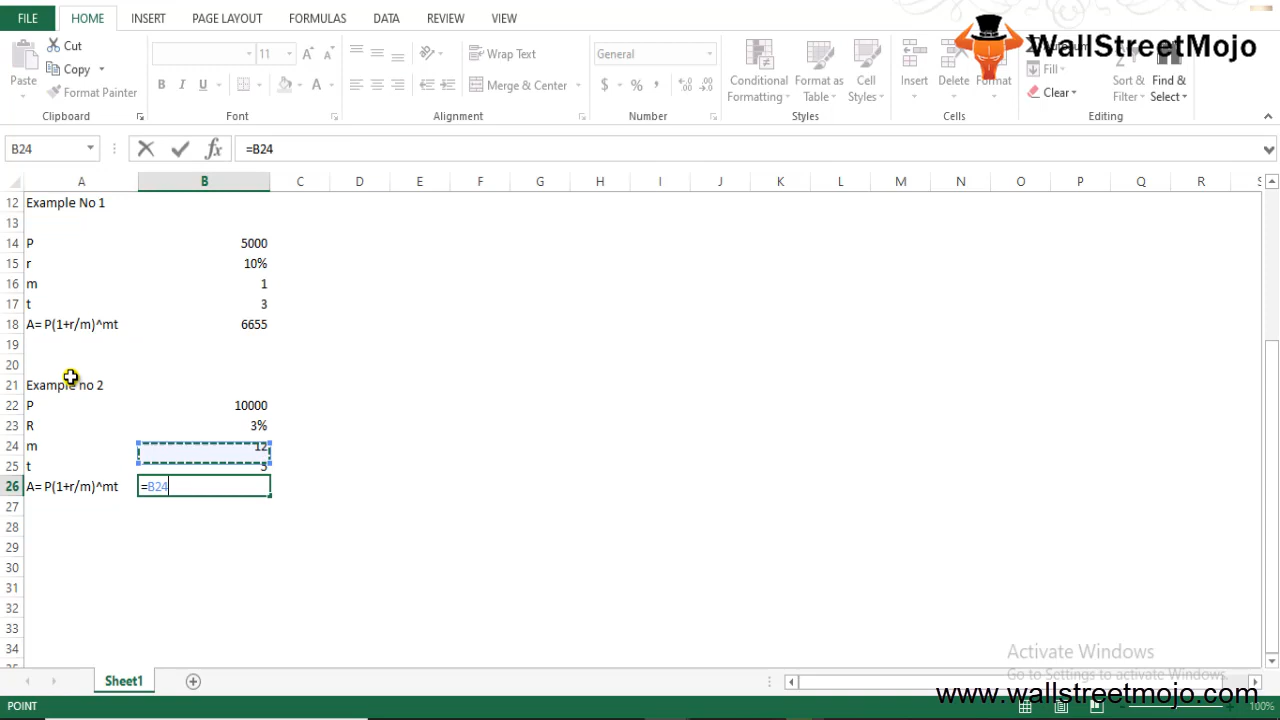 FILE HOME INSERT PAGE LAYOUT FORMULAS DATA REVIEW VIEW
WallStreetMojo
Paste Cut Copy Format Painter
Clipboard
11
B I U A
Font
Wrap Text
Merge & Center
Alignment
General
$ %
Number
Conditional Formatting Format as Table Cell Styles
Styles
Insert Delete Format
Cells
Fill
Clear
Sort & Filter Find & Select
Editing
B24 fx =B24
A B C D E F G H I J K L M N O P Q R S
12 Example No 1
13
14 P 5000
15 r 10%
16 m 1
17 t 3
18 A= P(1+r/m)^mt 6655
19
20
21 Example no 2
22 P 10000
23 R 3%
24 m 12
25 t 5
26 A= P(1+r/m)^mt =B24
27
28
29
30
31
32
33
34
Activate Windows
Go to Settings to activate Windows.
Sheet1
www.wallstreetmojo.com
POINT 100%